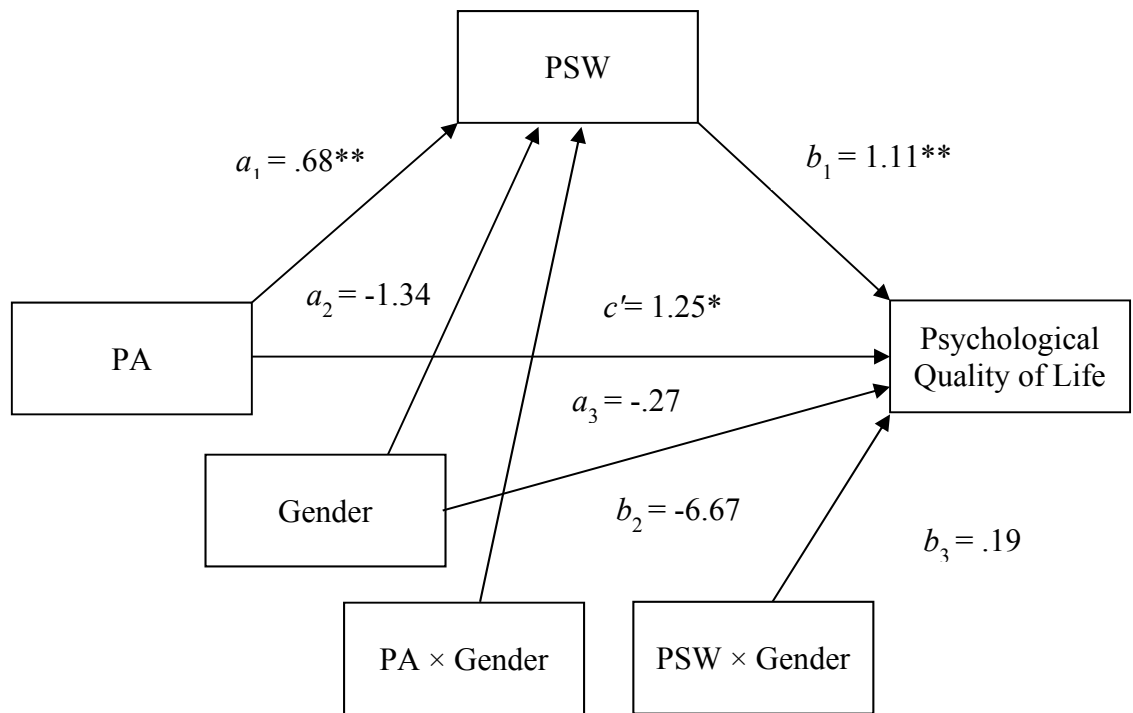 PSW
a₁ = .68**
b₁ = 1.11**
a₂ = -1.34
c'= 1.25*
PA
Psychological
Quality of Life
a₃ = -.27
Gender
b₂ = -6.67
b₃ = .19
PA × Gender
PSW × Gender